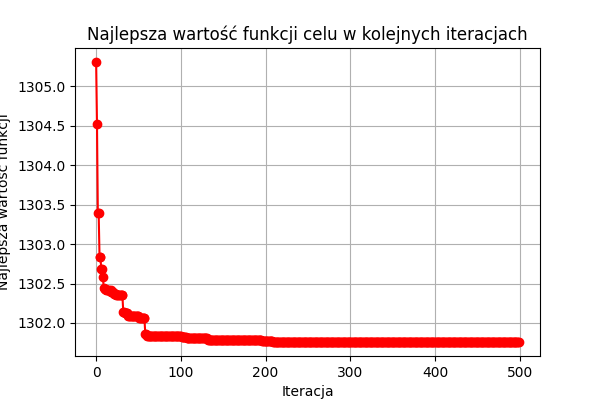 Najlepsza wartość funkcji celu w kolejnych iteracjach
Najlepsza wartość funkcji
1305.0
1304.5
1304.0
1303.5
1303.0
1302.5
1302.0
0 100 200 300 400 500
Iteracja